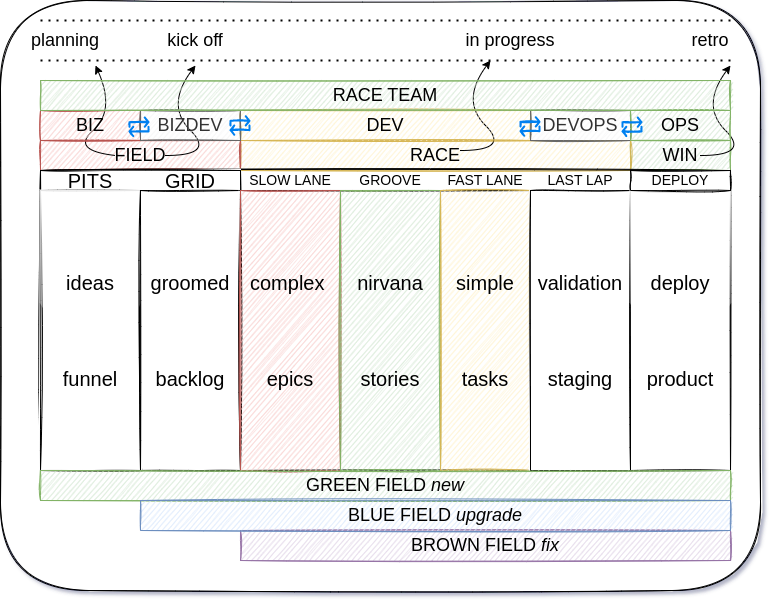 planning kick off in progress retro
RACE TEAM
BIZ BIZDEV DEV DEVOPS OPS
FIELD RACE WIN
PITS GRID SLOW LANE GROOVE FAST LANE LAST LAP DEPLOY
ideas groomed complex nirvana simple validation deploy
funnel backlog epics stories tasks staging product
GREEN FIELD new
BLUE FIELD upgrade
BROWN FIELD fix